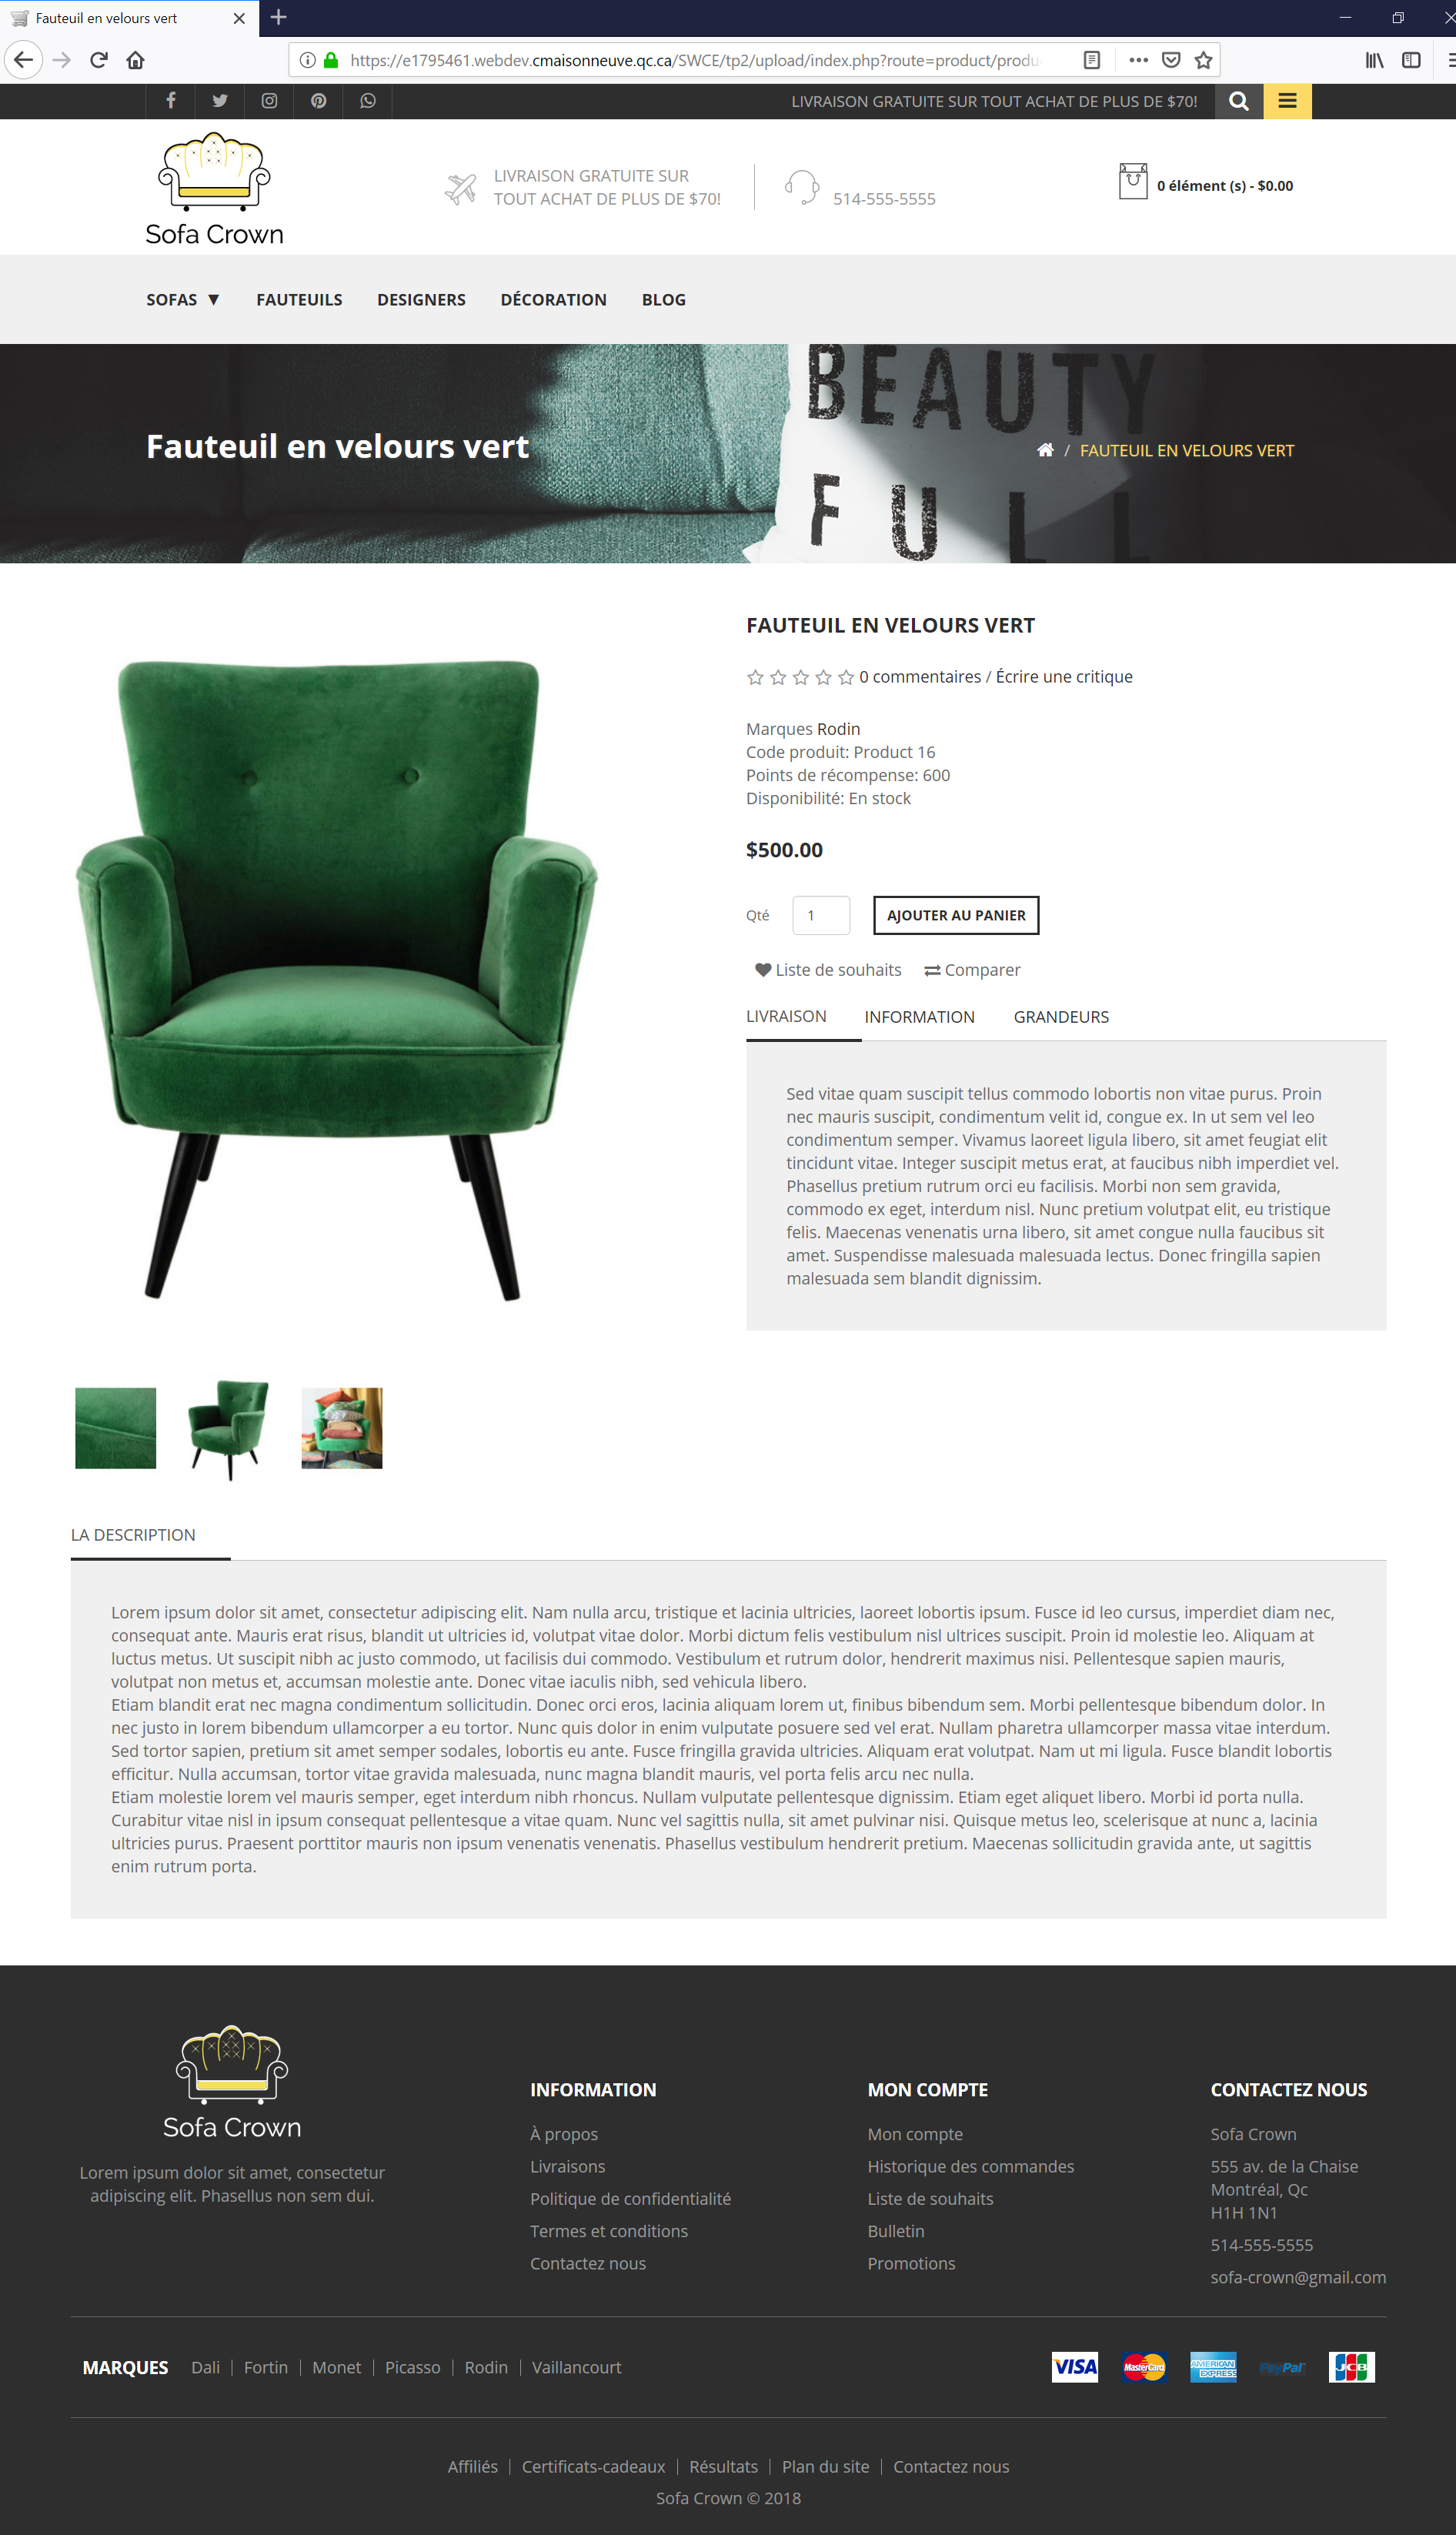 Fauteuil en velours vert
https://e1795461.webdev.cmaisonneuve.qc.ca/SWCE/tp2/upload/index.php?route=product/produ
LIVRAISON GRATUITE SUR TOUT ACHAT DE PLUS DE $70!
Sofa Crown
LIVRAISON GRATUITE SUR
TOUT ACHAT DE PLUS DE $70!
514-555-5555
0 élément (s) - $0.00
SOFAS ▼ FAUTEUILS DESIGNERS DÉCORATION BLOG
BEAUTY
FULL
Fauteuil en velours vert
/ FAUTEUIL EN VELOURS VERT
FAUTEUIL EN VELOURS VERT
0 commentaires / Écrire une critique
Marques Rodin
Code produit: Product 16
Points de récompense: 600
Disponibilité: En stock
$500.00
Qté 1 AJOUTER AU PANIER
Liste de souhaits Comparer
LIVRAISON INFORMATION GRANDEURS
Sed vitae quam suscipit tellus commodo lobortis non vitae purus. Proin
nec mauris suscipit, condimentum velit id, congue ex. In ut sem vel leo
condimentum semper. Vivamus laoreet ligula libero, sit amet feugiat elit
tincidunt vitae. Integer suscipit metus erat, at faucibus nibh imperdiet vel.
Phasellus pretium rutrum orci eu facilisis. Morbi non sem gravida,
commodo ex eget, interdum nisl. Nunc pretium volutpat elit, eu tristique
felis. Maecenas venenatis urna libero, sit amet congue nulla faucibus sit
amet. Suspendisse malesuada malesuada lectus. Donec fringilla sapien
malesuada sem blandit dignissim.
LA DESCRIPTION
Lorem ipsum dolor sit amet, consectetur adipiscing elit. Nam nulla arcu, tristique et lacinia ultricies, laoreet lobortis ipsum. Fusce id leo cursus, imperdiet diam nec,
consequat ante. Mauris erat risus, blandit ut ultricies id, volutpat vitae dolor. Morbi dictum felis vestibulum nisl ultrices suscipit. Proin id molestie leo. Aliquam at
luctus metus. Ut suscipit nibh ac justo commodo, ut facilisis dui commodo. Vestibulum et rutrum dolor, hendrerit maximus nisi. Pellentesque sapien mauris,
volutpat non metus et, accumsan molestie ante. Donec vitae iaculis nibh, sed vehicula libero.
Etiam blandit erat nec magna condimentum sollicitudin. Donec orci eros, lacinia aliquam lorem ut, finibus bibendum sem. Morbi pellentesque bibendum dolor. In
nec justo in lorem bibendum ullamcorper a eu tortor. Nunc quis dolor in enim vulputate posuere sed vel erat. Nullam pharetra ullamcorper massa vitae interdum.
Sed tortor sapien, pretium sit amet semper sodales, lobortis eu ante. Fusce fringilla gravida ultricies. Aliquam erat volutpat. Nam ut mi ligula. Fusce blandit lobortis
efficitur. Nulla accumsan, tortor vitae gravida malesuada, nunc magna blandit mauris, vel porta felis arcu nec nulla.
Etiam molestie lorem vel mauris semper, eget interdum nibh rhoncus. Nullam vulputate pellentesque dignissim. Etiam eget aliquet libero. Morbi id porta nulla.
Curabitur vitae nisl in ipsum consequat pellentesque a vitae quam. Nunc vel sagittis nulla, sit amet pulvinar nisi. Quisque metus leo, scelerisque at nunc a, lacinia
ultricies purus. Praesent porttitor mauris non ipsum venenatis venenatis. Phasellus vestibulum hendrerit pretium. Maecenas sollicitudin gravida ante, ut sagittis
enim rutrum porta.
Sofa Crown
Lorem ipsum dolor sit amet, consectetur
adipiscing elit. Phasellus non sem dui.
INFORMATION
À propos
Livraisons
Politique de confidentialité
Termes et conditions
Contactez nous
MON COMPTE
Mon compte
Historique des commandes
Liste de souhaits
Bulletin
Promotions
CONTACTEZ NOUS
Sofa Crown
555 av. de la Chaise
Montréal, Qc
H1H 1N1
514-555-5555
sofa-crown@gmail.com
MARQUES Dali | Fortin | Monet | Picasso | Rodin | Vaillancourt
VISA MasterCard AMERICAN EXPRESS PayPal JCB
Affiliés | Certificats-cadeaux | Résultats | Plan du site | Contactez nous
Sofa Crown © 2018